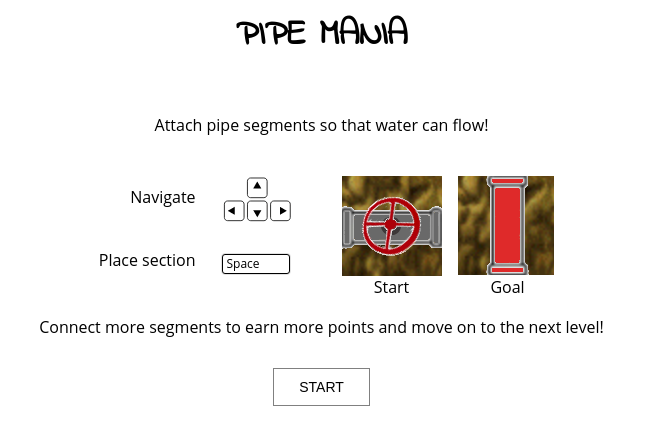 PIPE MANIA
Attach pipe segments so that water can flow!
Navigate
Place section
Space
Start
Goal
Connect more segments to earn more points and move on to the next level!
START